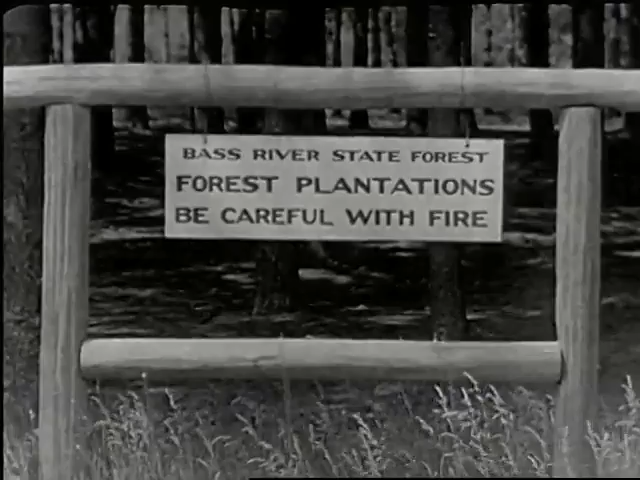 BASS RIVER STATE FOREST
FOREST PLANTATIONS
BE CAREFUL WITH FIRE